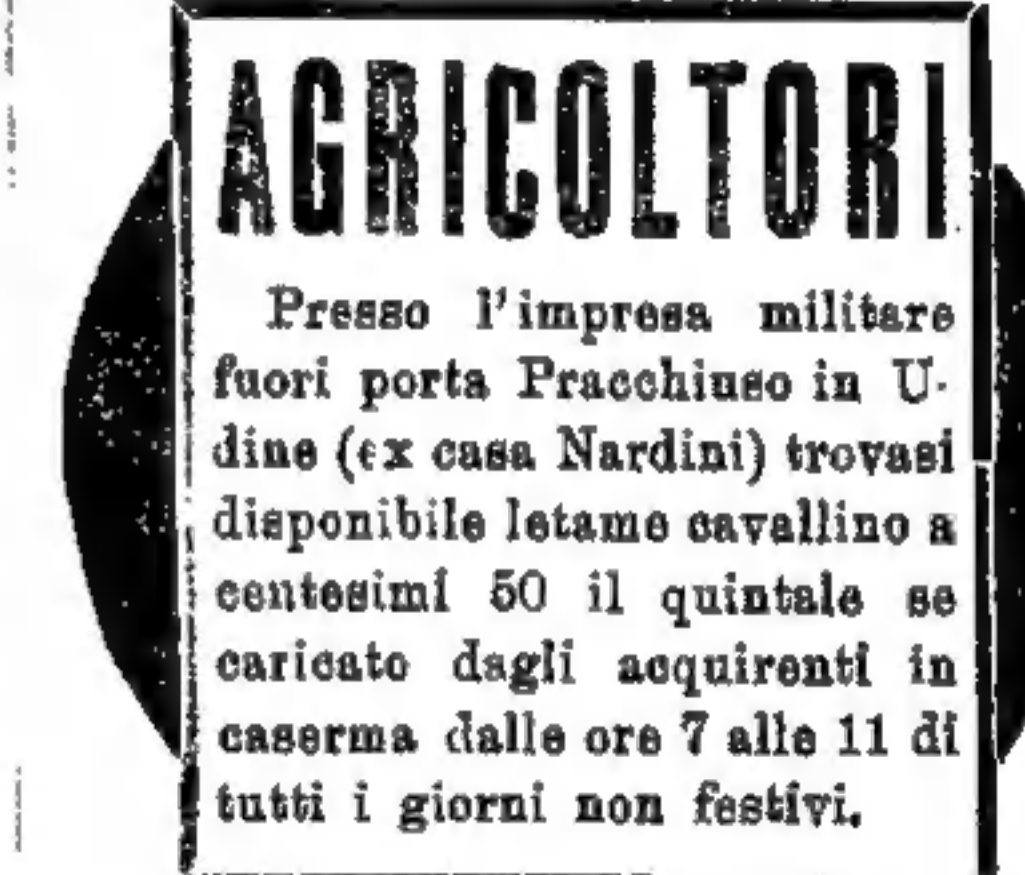 AGRICOLTORI
Presso l'impresa militare
fuori porta Pracchiuso in U-
dine (ex casa Nardini) trovasi
disponibile letame cavallino a
centesimi 50 il quintale se
caricato dagli acquirenti in
caserma dalle ore 7 alle 11 di
tutti i giorni non festivi.